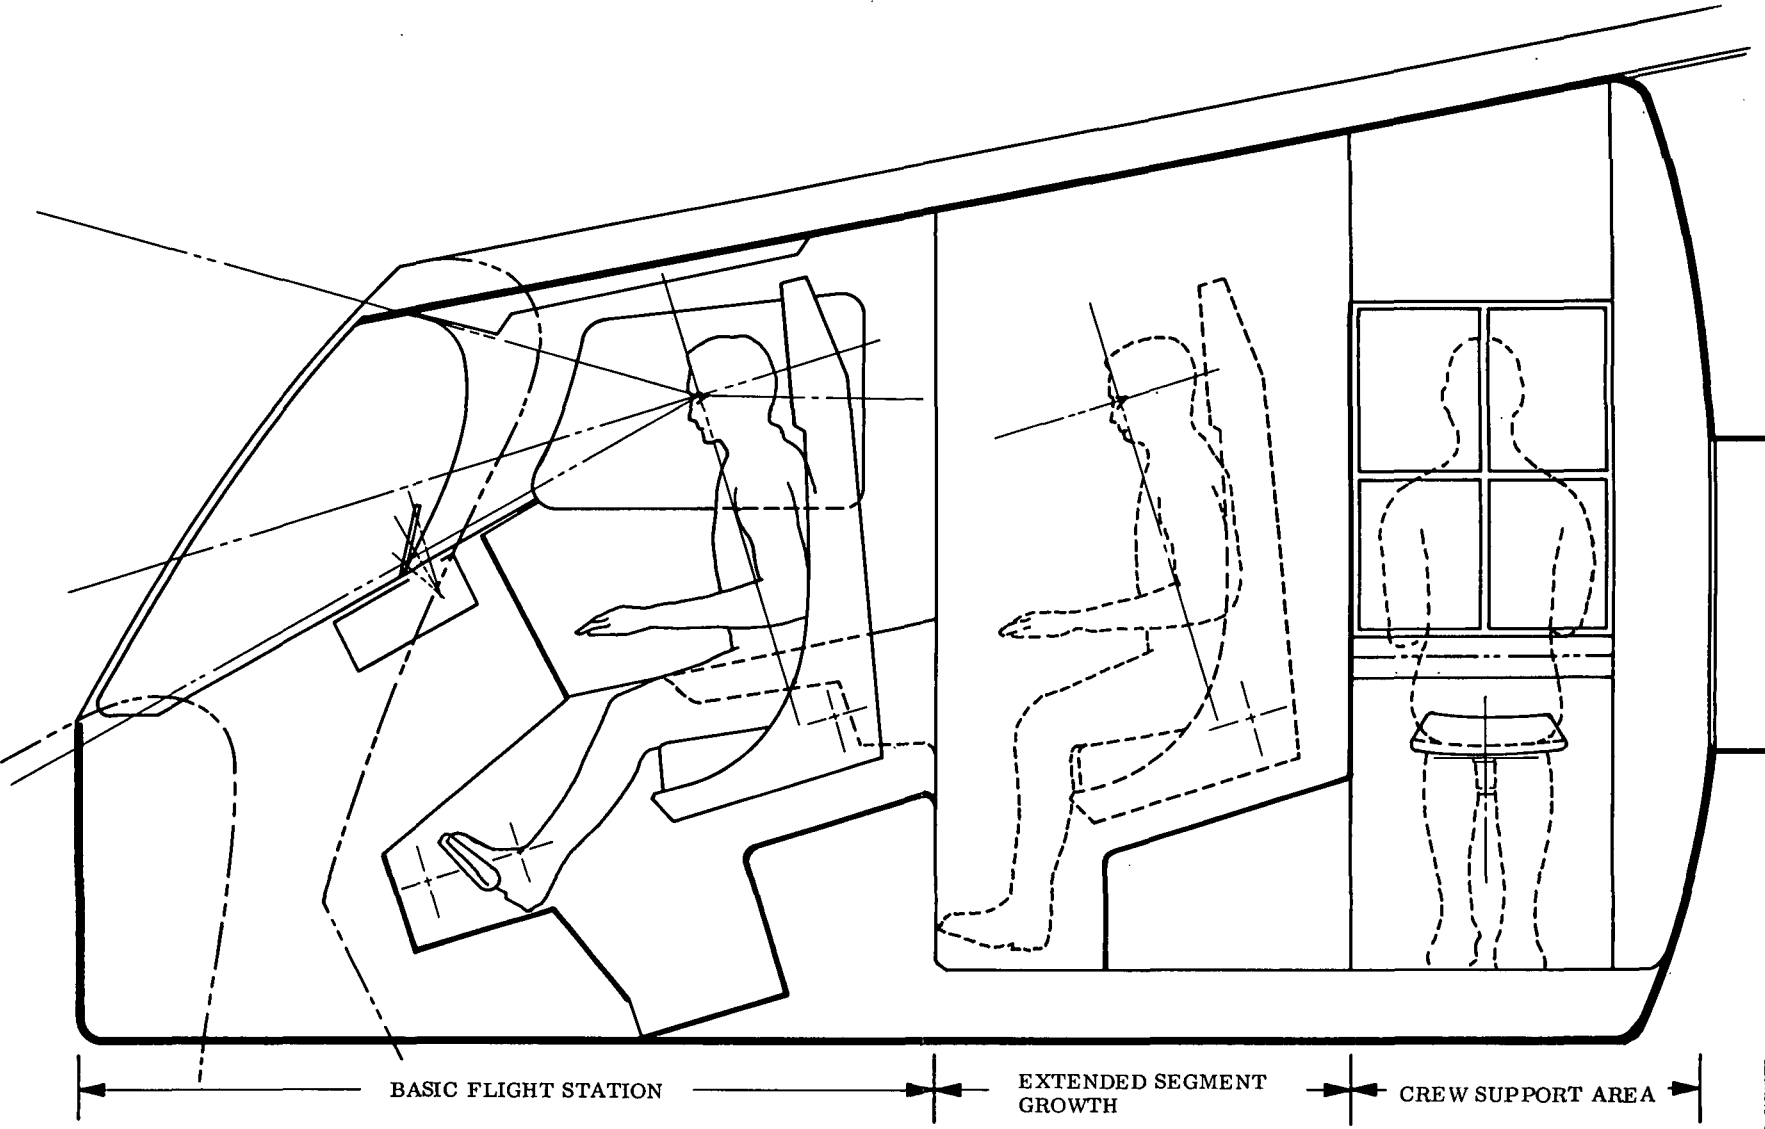 BASIC FLIGHT STATION
EXTENDED SEGMENT
GROWTH
CREW SUPPORT AREA